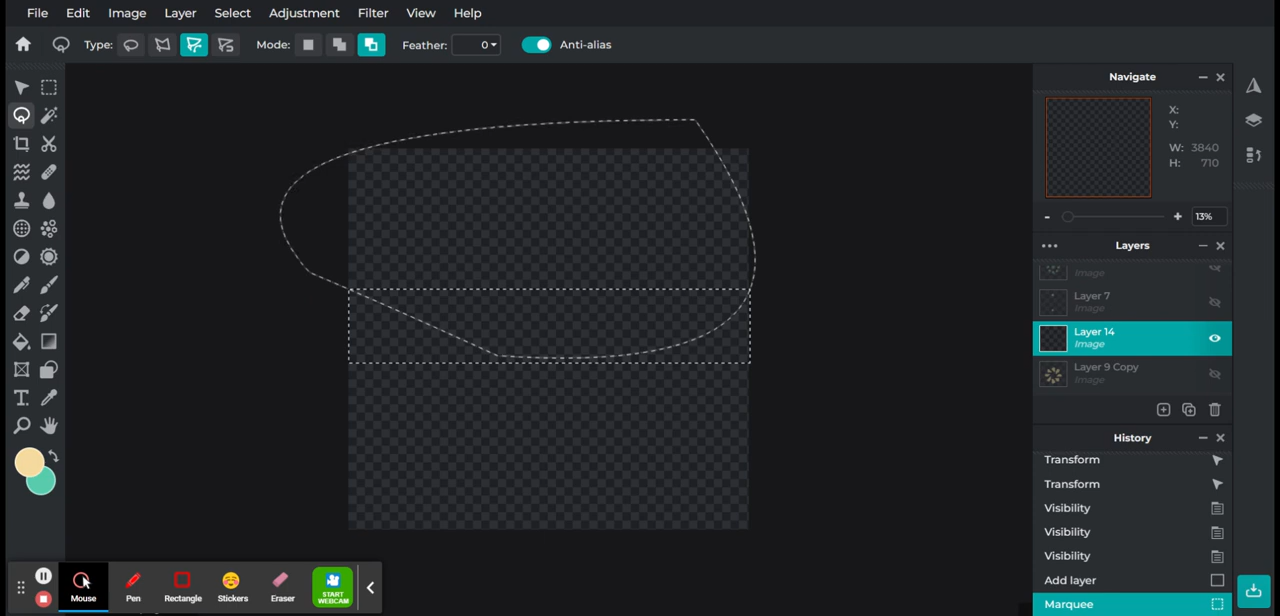 File Edit Image Layer Select Adjustment Filter View Help
Type: Mode: Feather: 0 Anti-alias
Navigate
X:
Y:
W: 3840
H: 710
- + 13%
Layers
Image
Layer 7
Image
Layer 14
Image
Layer 9 Copy
Image
History
Transform
Transform
Visibility
Visibility
Visibility
Add layer
Marquee
Mouse Pen Rectangle Stickers Eraser START WEBCAM